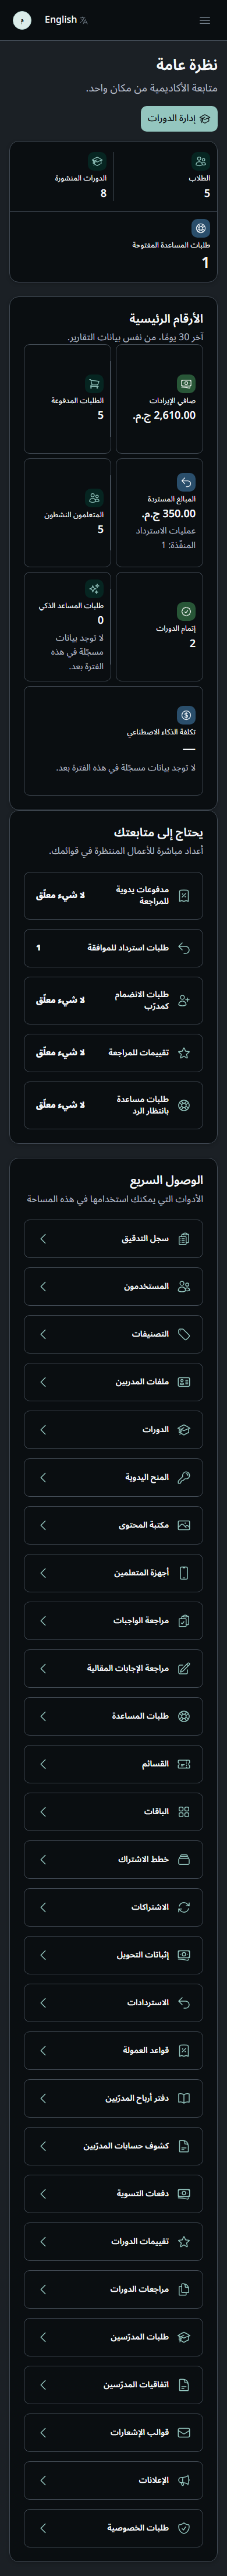 م
English
نظرة عامة
متابعة الأكاديمية من مكان واحد.
إدارة الدورات
الطلاب
5
الدورات المنشورة
8
طلبات المساعدة المفتوحة
1
الأرقام الرئيسية
آخر 30 يومًا، من نفس بيانات التقارير.
صافي الإيرادات
2,610.00 ج.م.
الطلبات المدفوعة
5
المبالغ المستردة
350.00 ج.م.
عمليات الاسترداد
المنفّذة: 1
المتعلمون النشطون
5
إتمام الدورات
2
طلبات المساعد الذكي
0
لا توجد بيانات
مسجّلة في هذه
الفترة بعد.
تكلفة الذكاء الاصطناعي
—
لا توجد بيانات مسجّلة في هذه الفترة بعد.
يحتاج إلى متابعتك
أعداد مباشرة للأعمال المنتظرة في قوائمك.
مدفوعات يدوية
للمراجعة
لا شيء معلّق
طلبات استرداد للموافقة
1
طلبات الانضمام
كمدرّب
لا شيء معلّق
تقييمات للمراجعة
لا شيء معلّق
طلبات مساعدة
بانتظار الرد
لا شيء معلّق
الوصول السريع
الأدوات التي يمكنك استخدامها في هذه المساحة
سجل التدقيق
المستخدمون
التصنيفات
ملفات المدربين
الدورات
المنح اليدوية
مكتبة المحتوى
أجهزة المتعلمين
مراجعة الواجبات
مراجعة الإجابات المقالية
طلبات المساعدة
القسائم
الباقات
خطط الاشتراك
الاشتراكات
إثباتات التحويل
الاستردادات
قواعد العمولة
دفتر أرباح المدرّبين
كشوف حسابات المدرّبين
دفعات التسوية
تقييمات الدورات
مراجعات الدورات
طلبات المدرّسين
اتفاقيات المدرّسين
قوالب الإشعارات
الإعلانات
طلبات الخصوصية